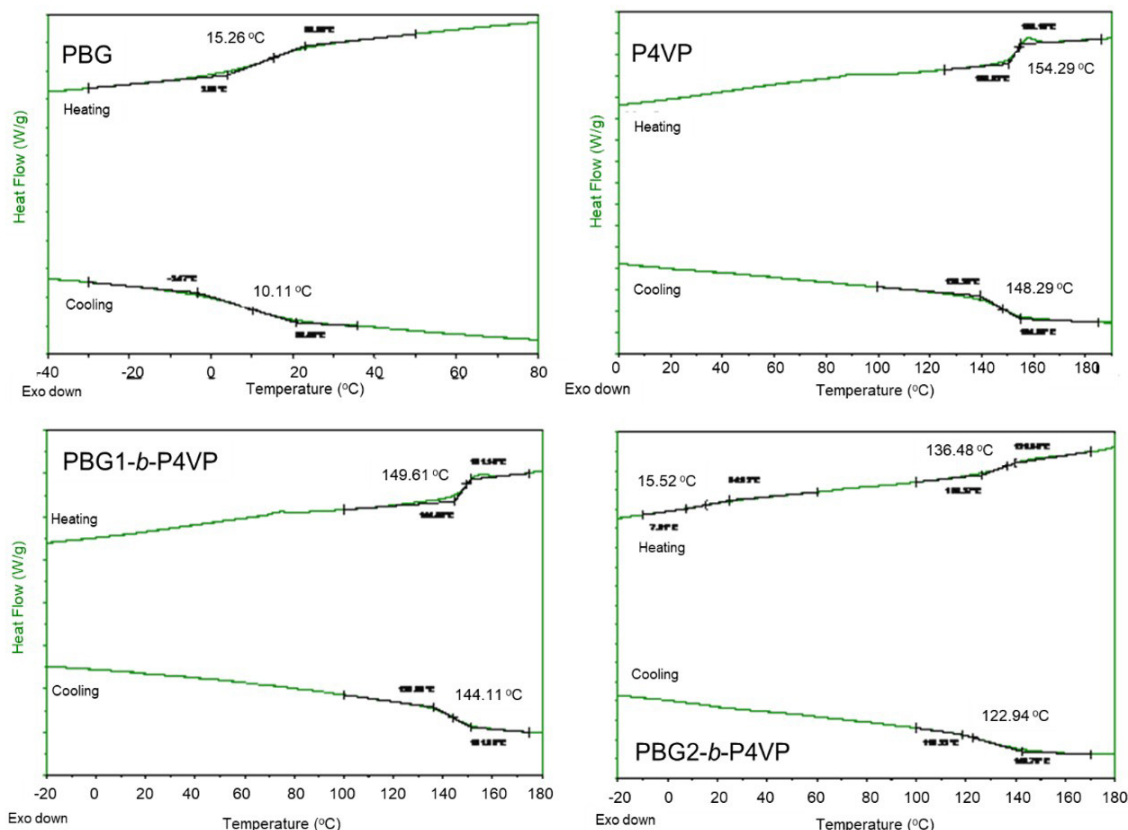 PBG
15.26 °C
Heating
Cooling
10.11 °C
Heat Flow (W/g)
-40 -20 0 20 40 60 80
Exo down
Temperature (°C)
P4VP
154.29 °C
Heating
Cooling
148.29 °C
0 20 40 60 80 100 120 140 160
Exo down
Temperature (°C)
PBG1-b-P4VP
149.61 °C
Heating
Cooling
144.11 °C
Heat Flow (W/g)
-20 0 20 40 60 80 100 120 140 160 180
Exo down
Temperature (°C)
136.48 °C
15.52 °C
Heating
Cooling
122.94 °C
PBG2-b-P4VP
-20 0 20 40 60 80 100 120 140 160 180
Exo down
Temperature (°C)